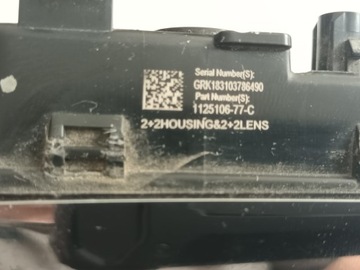 Serial Number(S):
GRK183103786490
Part Number(S):
1125106-77-C
2+2HOUSING&2+2LENS